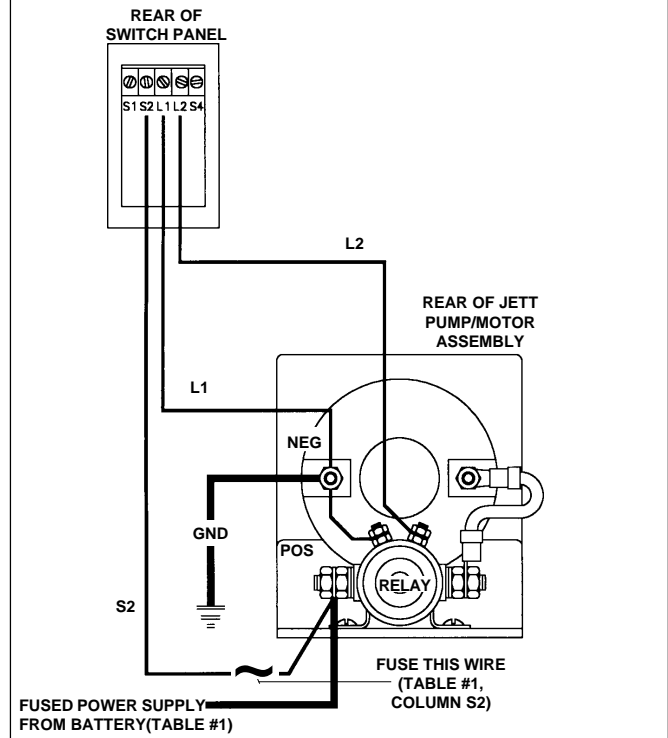 REAR OF
SWITCH PANEL
S1 S2 L1 L2 S4
L2
REAR OF JETT
PUMP/MOTOR
ASSEMBLY
L1
NEG
GND
POS
RELAY
S2
FUSE THIS WIRE
(TABLE #1,
COLUMN S2)
FUSED POWER SUPPLY
FROM BATTERY(TABLE #1)